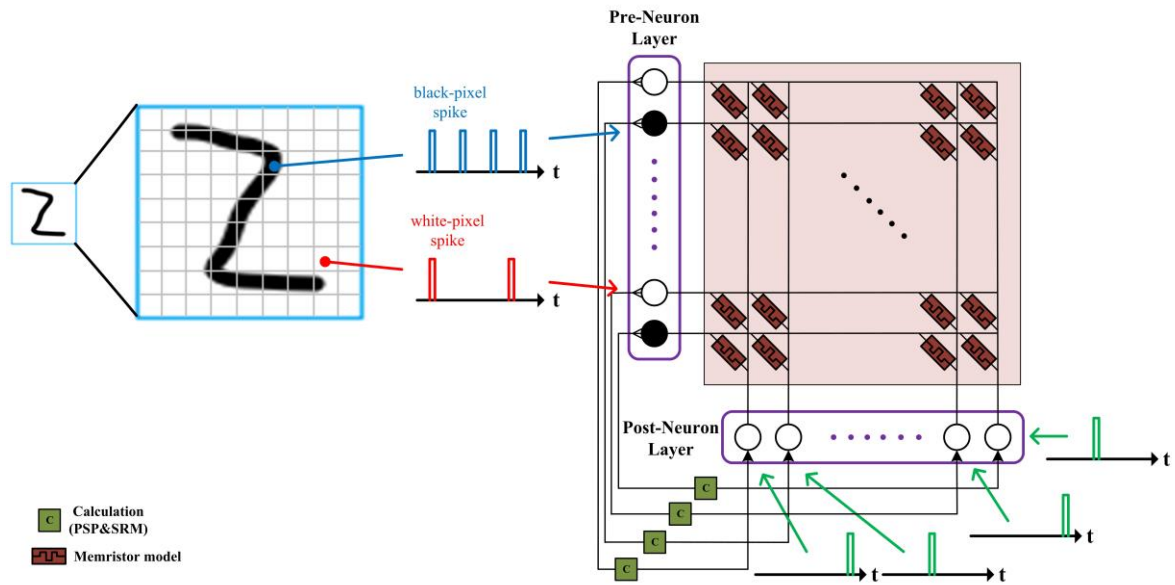 Pre-Neuron
Layer
black-pixel
spike
t
white-pixel
spike
t
Post-Neuron
Layer
t
C
C
t
C
C
t
t
C
Calculation
(PSP&SRM)
Memristor model